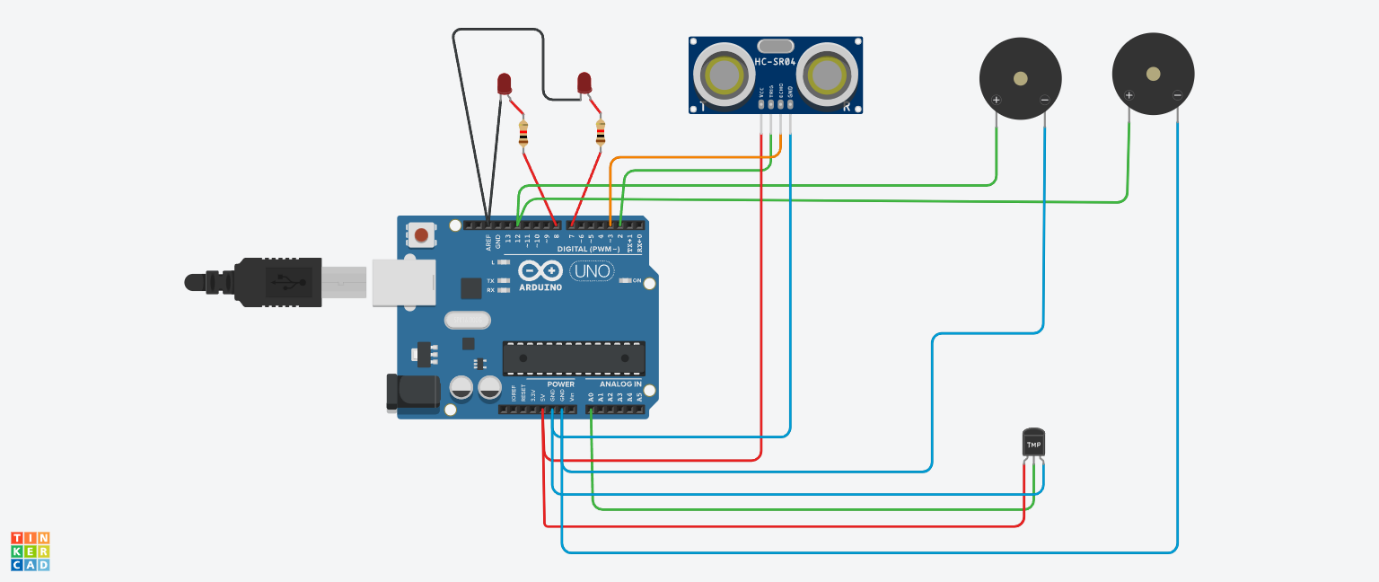 HC-SR04
T
VCC
TRIG
ECHO
GND
R
+
−
+
−
AREF
GND
13
12
~11
~10
~9
8
7
~6
~5
4
~3
2
TX→1
RX←0
DIGITAL (PWM~)
L
TX
RX
ARDUINO
UNO
ON
POWER
ANALOG IN
IOREF
RESET
3.3V
5V
GND
GND
Vin
A0
A1
A2
A3
A4
A5
TMP
TIN
KER
CAD